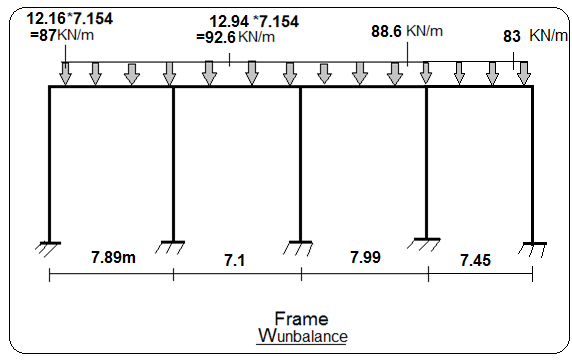 12.16*7.154
=87KN/m
12.94 *7.154
=92.6 KN/m
88.6 KN/m
83 KN/m
7.89m
7.1
7.99
7.45
Frame
Wunbalance